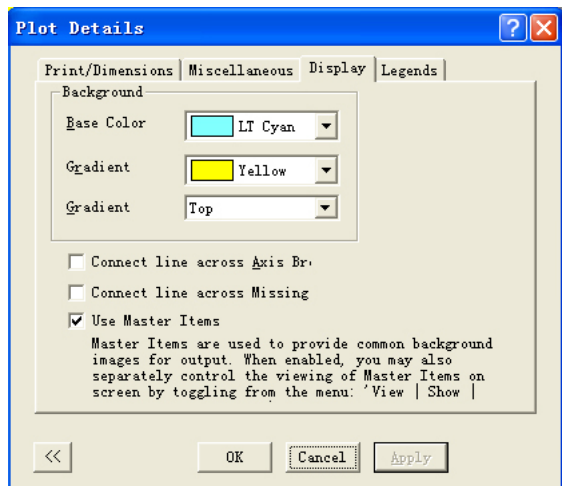 Plot Details
Print/Dimensions Miscellaneous Display Legends
Background
Base Color LT Cyan
Gradient Yellow
Gradient Top
Connect line across Axis Br
Connect line across Missing
Use Master Items
Master Items are used to provide common background
images for output. When enabled, you may also
separately control the viewing of Master Items on
screen by toggling from the menu: 'View | Show |
<< OK Cancel Apply